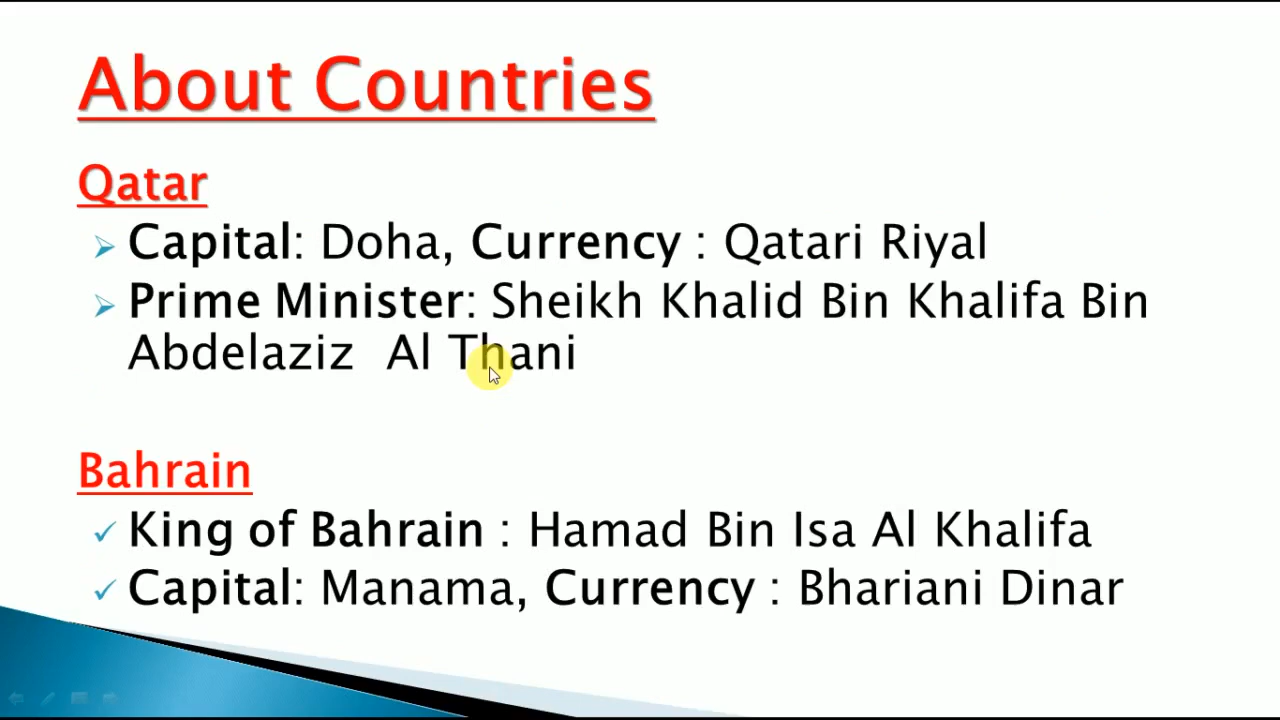 About Countries
Qatar
Capital: Doha, Currency : Qatari Riyal
Prime Minister: Sheikh Khalid Bin Khalifa Bin
Abdelaziz Al Thani
Bahrain
King of Bahrain : Hamad Bin Isa Al Khalifa
Capital: Manama, Currency : Bhariani Dinar